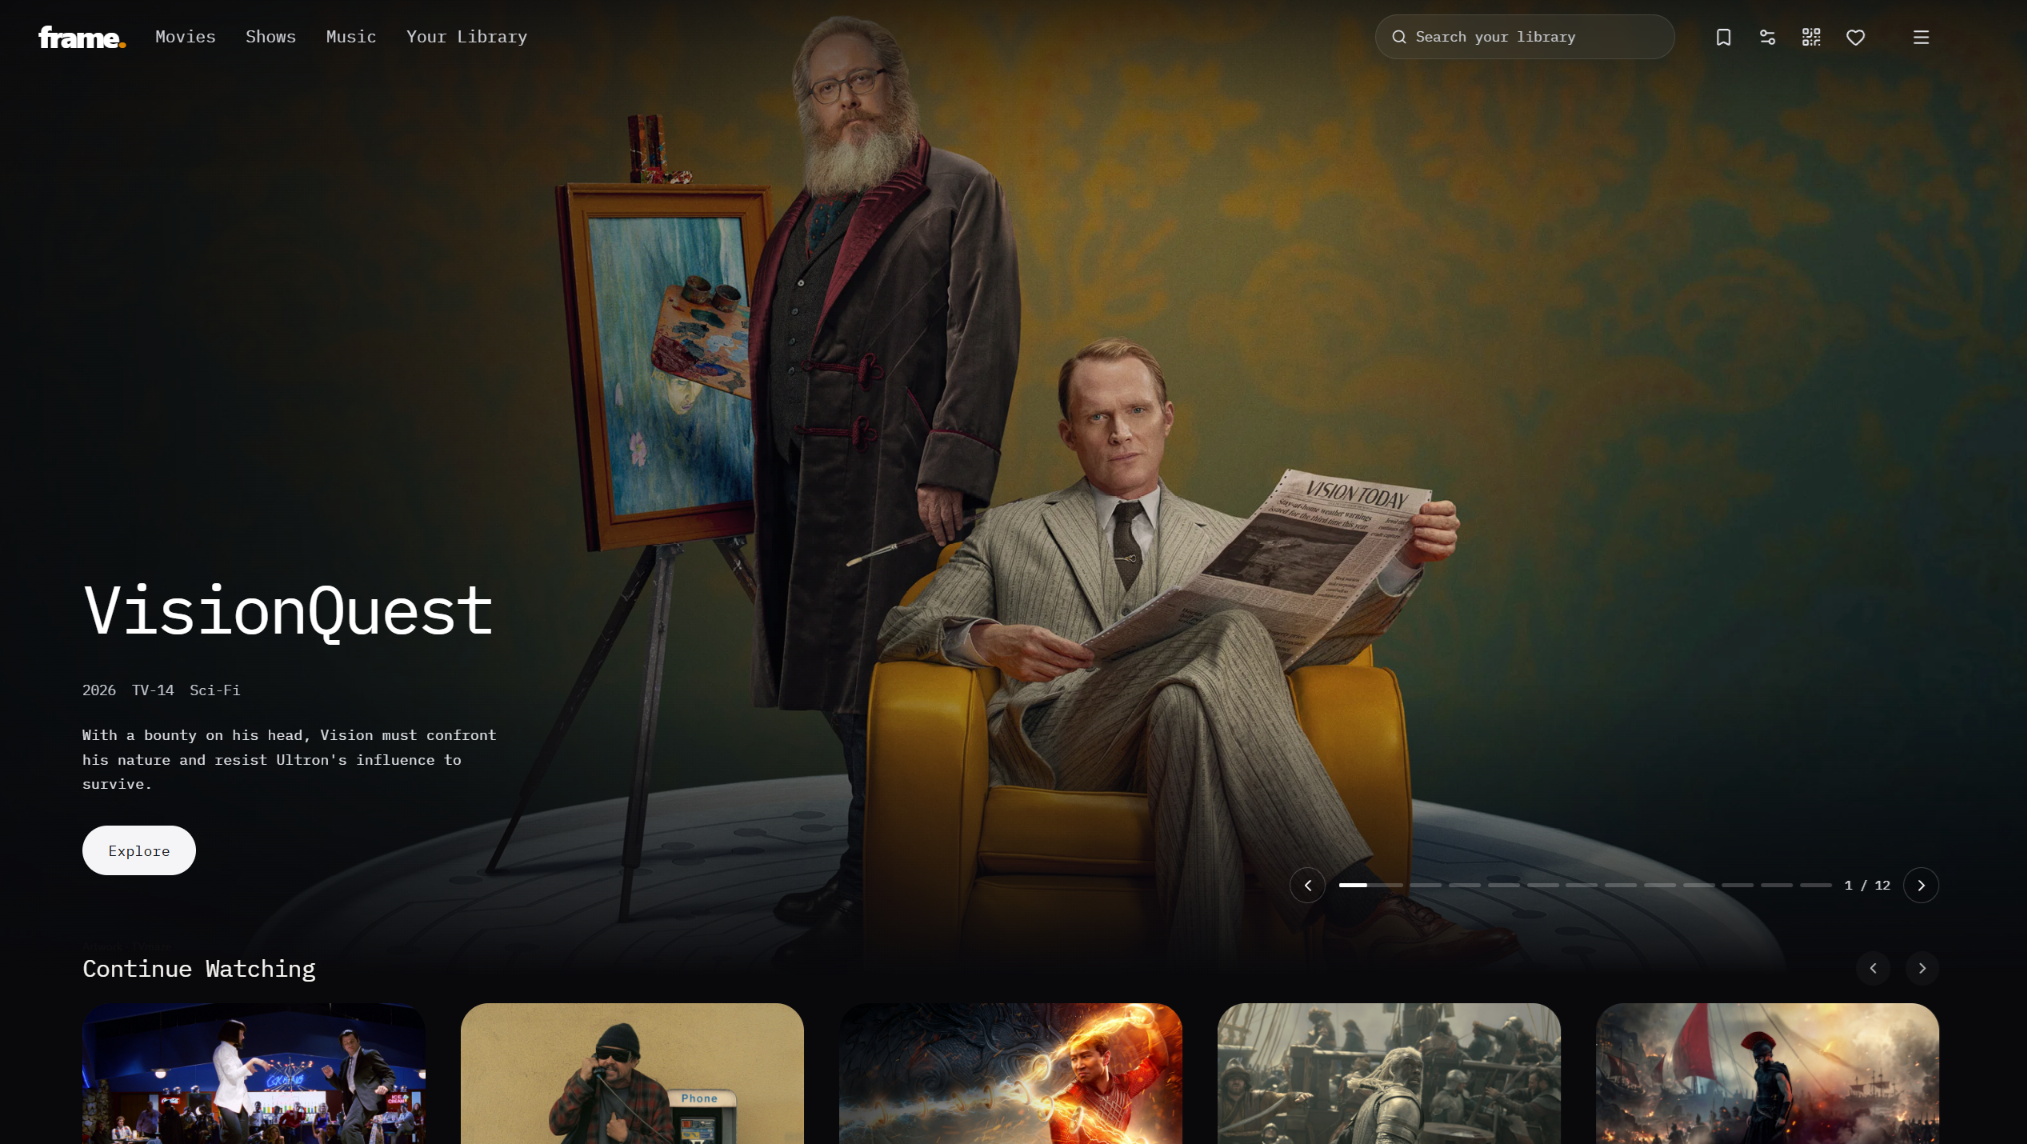 frame.
Movies
Shows
Music
Your Library
Search your library
VISION TODAY
VisionQuest
2026 TV-14 Sci-Fi
With a bounty on his head, Vision must confront
his nature and resist Ultron's influence to
survive.
Explore
1 / 12
Continue Watching
Phone